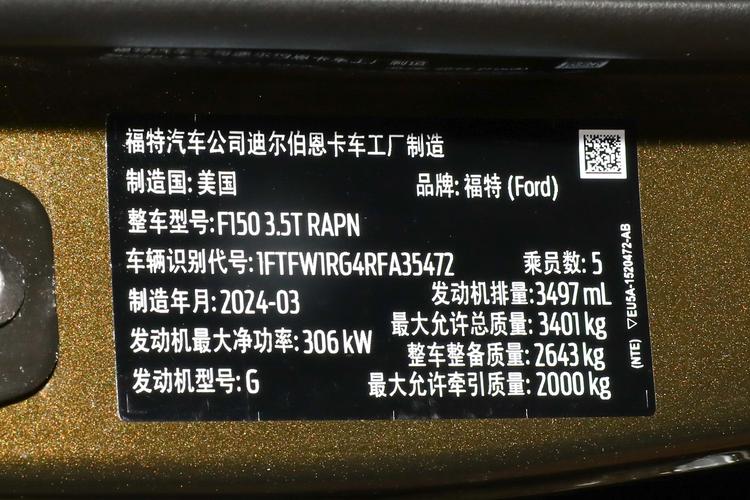 福特汽车公司迪尔伯恩卡车工厂制造
制造国: 美国
品牌: 福特 (Ford)
整车型号:F150 3.5T RAPN
车辆识别代号: 1FTFW1RG4RFA35472
乘员数: 5
制造年月: 2024-03
发动机排量: 3497 mL
最大允许总质量: 3401 kg
发动机最大净功率: 306 kW
整车整备质量: 2643 kg
发动机型号: G
最大允许牵引质量: 2000 kg
(NTE) ▽EU5A-1520472-AB